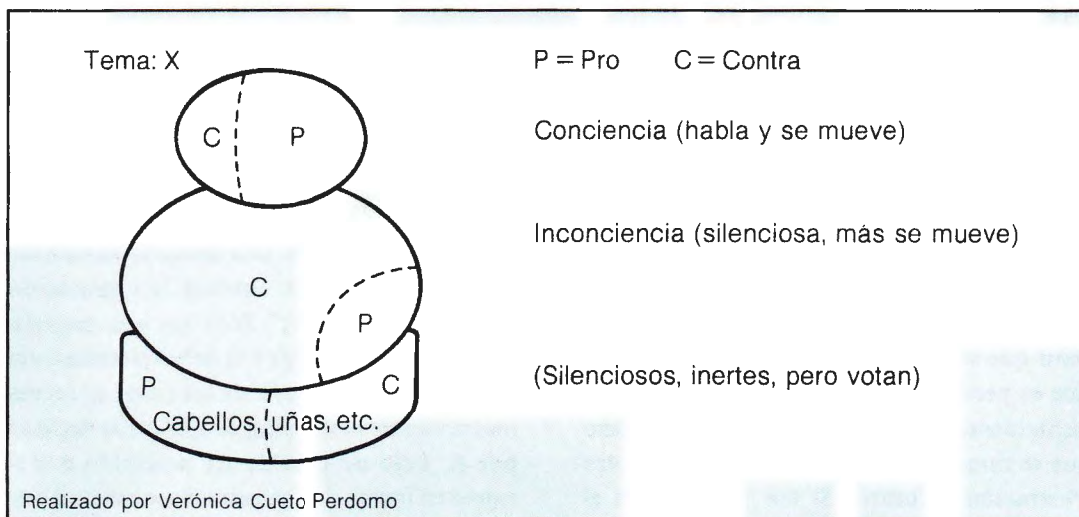 Tema: X
P = Pro C = Contra
C P
Conciencia (habla y se mueve)
Inconciencia (silenciosa, más se mueve)
C
P
P C
(Silenciosos, inertes, pero votan)
Cabellos, uñas, etc.
Realizado por Verónica Cueto Perdomo